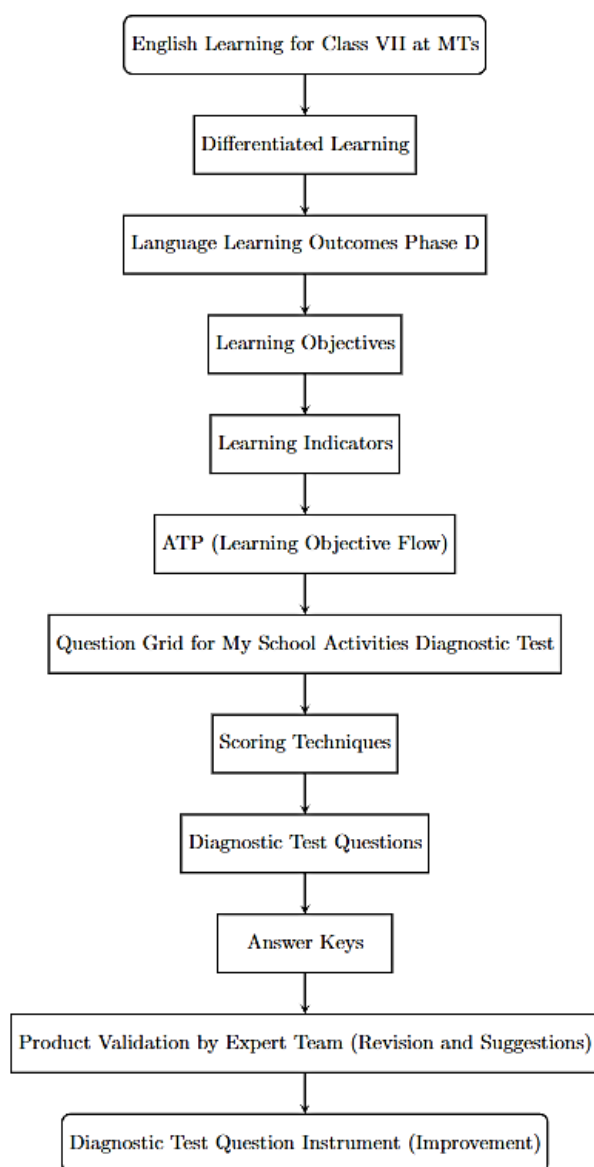 English Learning for Class VII at MTs
Differentiated Learning
Language Learning Outcomes Phase D
Learning Objectives
Learning Indicators
ATP (Learning Objective Flow)
Question Grid for My School Activities Diagnostic Test
Scoring Techniques
Diagnostic Test Questions
Answer Keys
Product Validation by Expert Team (Revision and Suggestions)
Diagnostic Test Question Instrument (Improvement)